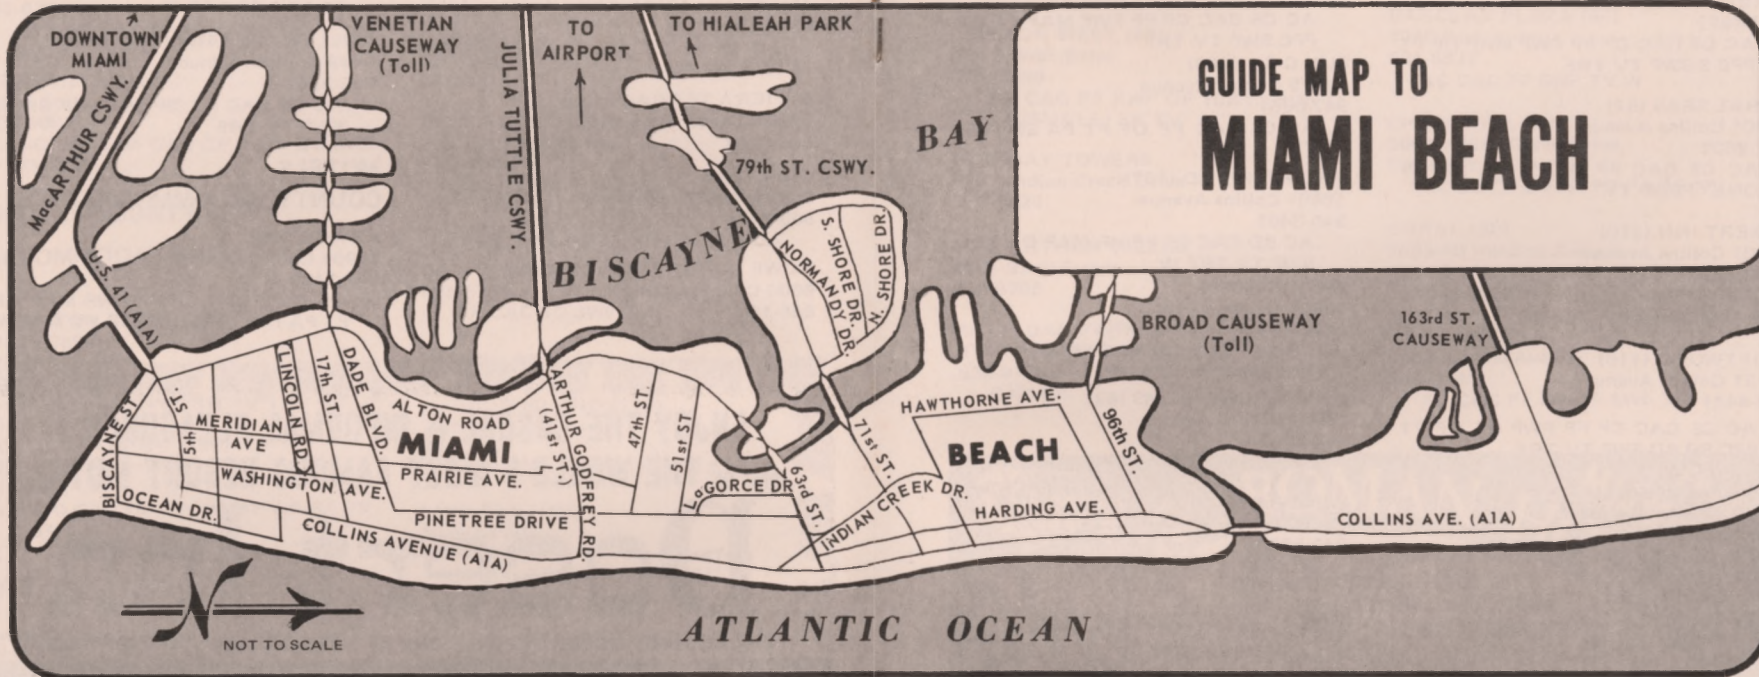 GUIDE MAP TO
MIAMI BEACH
DOWNTOWN
MIAMI
MacARTHUR CSWY.
U.S. 41 (A1A)
VENETIAN
CAUSEWAY
(Toll)
JULIA TUTTLE CSWY.
TO
AIRPORT
TO HIALEAH PARK
79th ST. CSWY.
BISCAYNE BAY
NORMANDY DR.
S. SHORE DR.
N. SHORE DR.
BROAD CAUSEWAY
(Toll)
163rd ST.
CAUSEWAY
BISCAYNE ST
5th ST.
MERIDIAN
AVE
LINCOLN RD
17th ST.
DADE BLVD.
ALTON ROAD
MIAMI
WASHINGTON AVE.
PRAIRIE AVE.
ARTHUR GODFREY RD.
(41st ST.)
47th ST.
51st ST
LaGORCE DR
63rd ST.
71st ST.
HAWTHORNE AVE.
BEACH
96th ST.
INDIAN CREEK DR.
HARDING AVE.
OCEAN DR.
COLLINS AVENUE (A1A)
PINETREE DRIVE
COLLINS AVE. (A1A)
N
NOT TO SCALE
ATLANTIC OCEAN